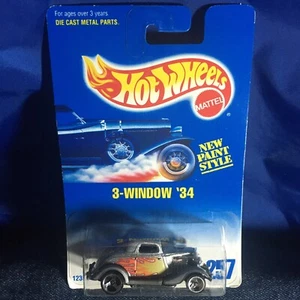 For ages over 3 years
DIE CAST METAL PARTS.
Hot Wheels
MATTEL
NEW
PAINT
STYLE
3-WINDOW '34
123
257